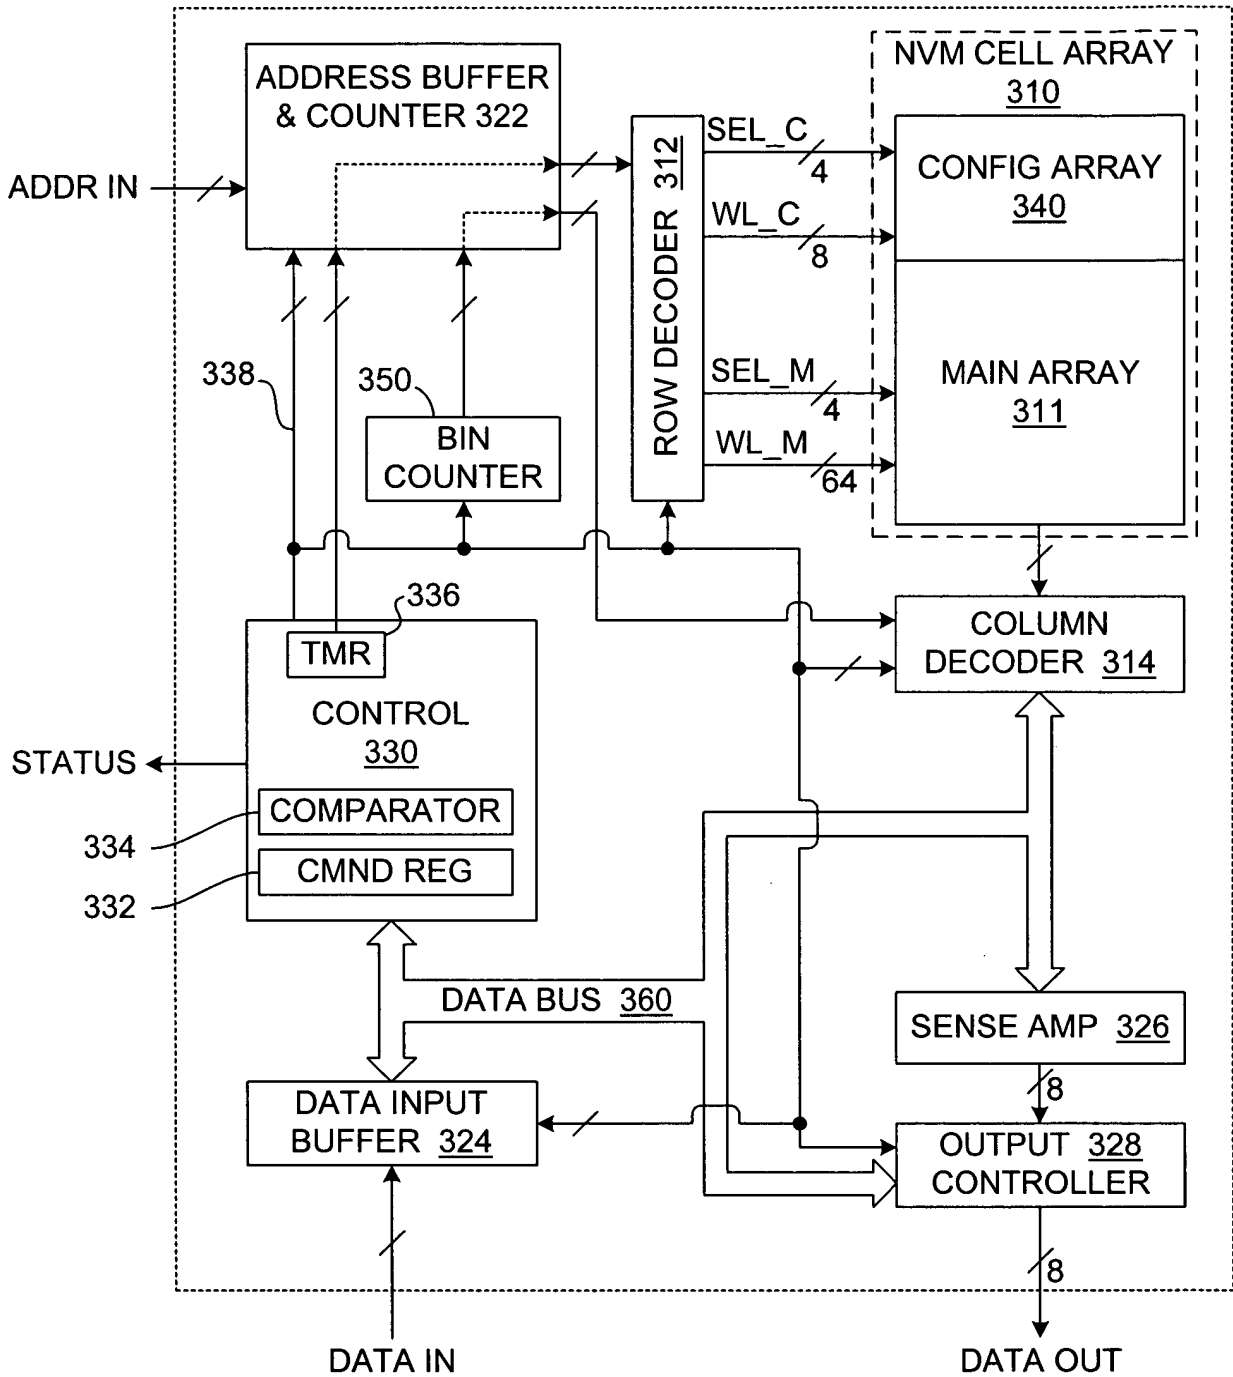 ADDRESS BUFFER
& COUNTER 322
NVM CELL ARRAY
310
ADDR IN
ROW DECODER 312
SEL_C
4
WL_C
8
CONFIG ARRAY
340
SEL_M
4
WL_M
64
MAIN ARRAY
311
338
350
BIN
COUNTER
336
TMR
COLUMN
DECODER 314
CONTROL
330
STATUS
COMPARATOR
334
CMND REG
332
DATA BUS 360
SENSE AMP 326
8
DATA INPUT
BUFFER 324
OUTPUT 328
CONTROLLER
8
DATA IN
DATA OUT